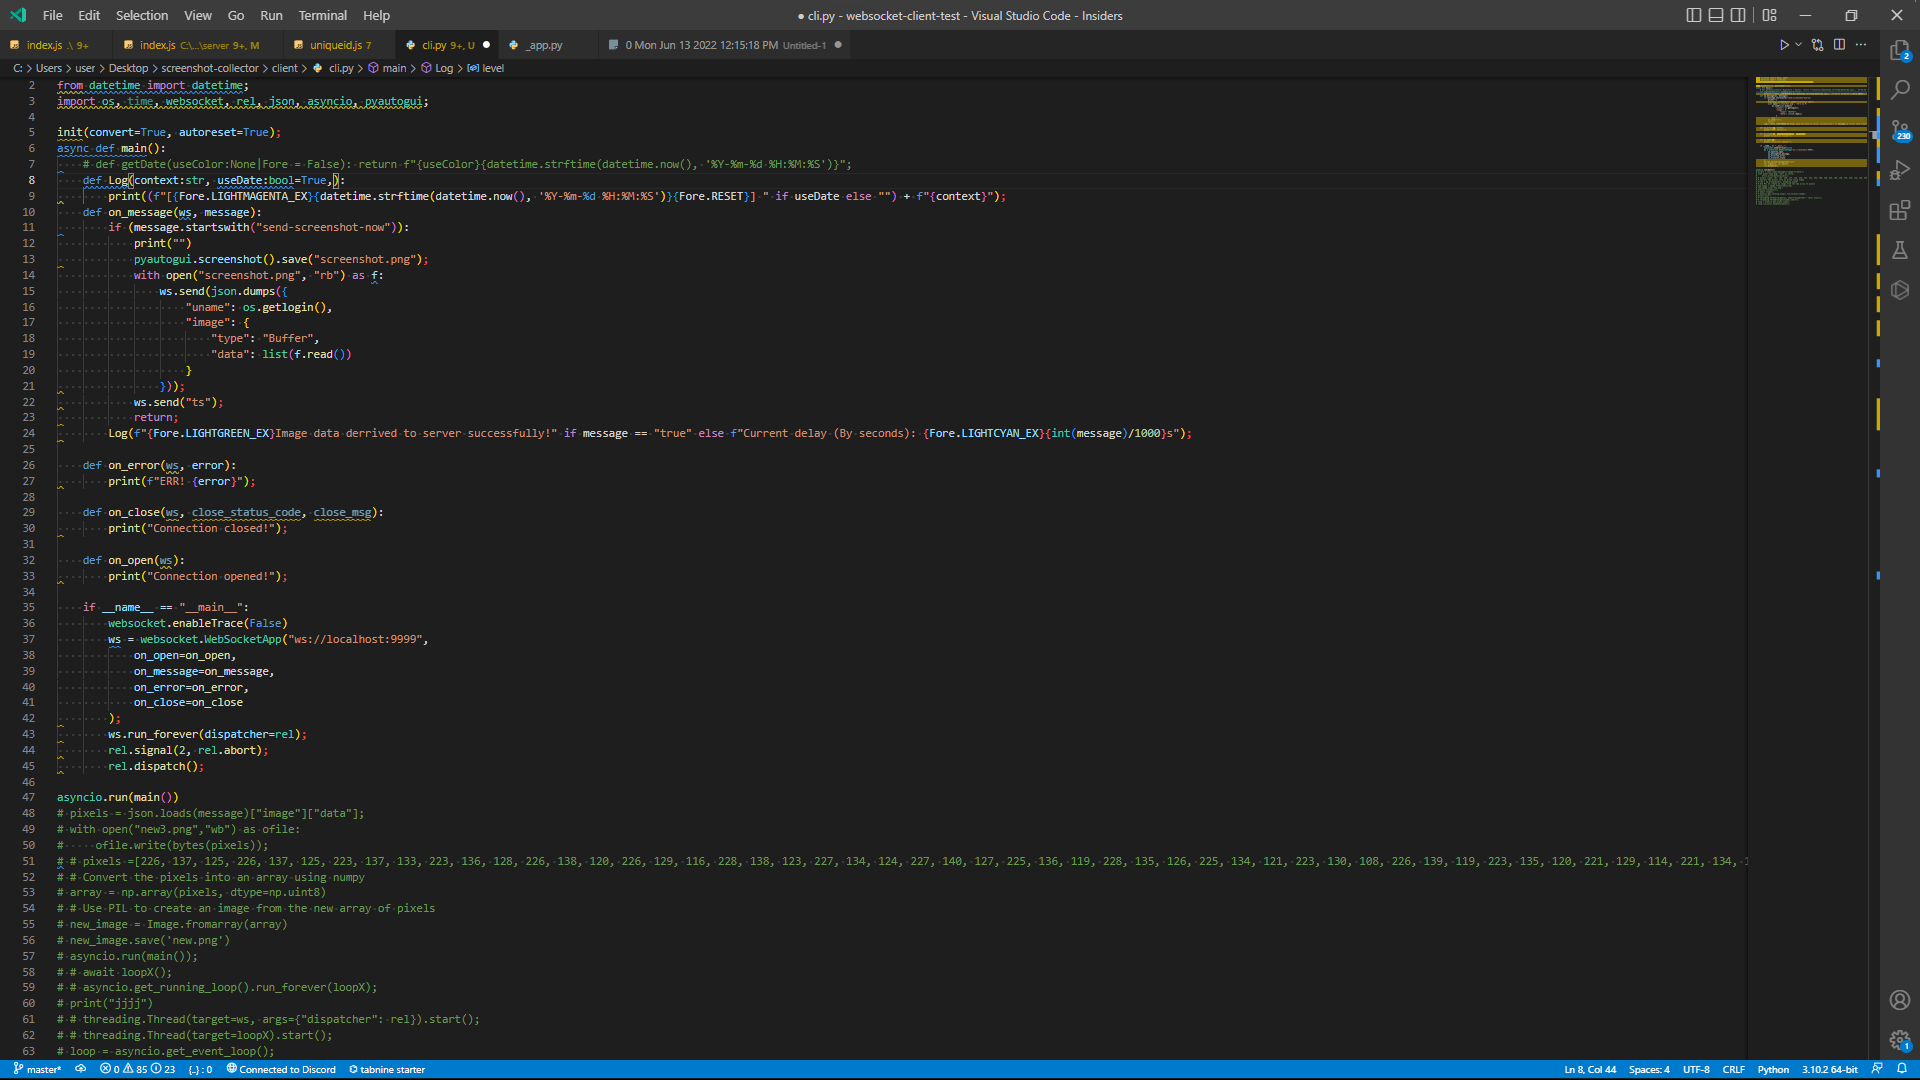 File Edit Selection View Go Run Terminal Help
● cli.py - websocket-client-test - Visual Studio Code - Insiders
index.js .\ 9+
index.js C:\...\server 9+, M
uniqueid.js 7
cli.py 9+, U
_app.py
0 Mon Jun 13 2022 12:15:18 PM Untitled-1
C: > Users > user > Desktop > screenshot-collector > client > cli.py > main > Log > level
2 from datetime import datetime;
3 import os, time, websocket, rel, json, asyncio, pyautogui;
4
5 init(convert=True, autoreset=True);
6 async def main():
7 # def getDate(useColor:None|Fore = False): return f"{useColor}{datetime.strftime(datetime.now(), '%Y-%m-%d %H:%M:%S')}";
8 def Log(context:str, useDate:bool=True,):
9 print((f"[{Fore.LIGHTMAGENTA_EX}{datetime.strftime(datetime.now(), '%Y-%m-%d %H:%M:%S')}{Fore.RESET}] " if useDate else "") + f"{context}");
10 def on_message(ws, message):
11 if (message.startswith("send-screenshot-now")):
12 print("")
13 pyautogui.screenshot().save("screenshot.png");
14 with open("screenshot.png", "rb") as f:
15 ws.send(json.dumps({
16 "uname": os.getlogin(),
17 "image": {
18 "type": "Buffer",
19 "data": list(f.read())
20 }
21 }));
22 ws.send("ts");
23 return;
24 Log(f"{Fore.LIGHTGREEN_EX}Image data derrived to server successfully!" if message == "true" else f"Current delay (By seconds): {Fore.LIGHTCYAN_EX}{int(message)/1000}s");
25
26 def on_error(ws, error):
27 print(f"ERR! {error}");
28
29 def on_close(ws, close_status_code, close_msg):
30 print("Connection closed!");
31
32 def on_open(ws):
33 print("Connection opened!");
34
35 if __name__ == "__main__":
36 websocket.enableTrace(False)
37 ws = websocket.WebSocketApp("ws://localhost:9999",
38 on_open=on_open,
39 on_message=on_message,
40 on_error=on_error,
41 on_close=on_close
42 );
43 ws.run_forever(dispatcher=rel);
44 rel.signal(2, rel.abort);
45 rel.dispatch();
46
47 asyncio.run(main())
48 # pixels = json.loads(message)["image"]["data"];
49 # with open("new3.png","wb") as ofile:
50 # ofile.write(bytes(pixels));
51 # # pixels =[226, 137, 125, 226, 137, 125, 223, 137, 133, 223, 136, 128, 226, 138, 120, 226, 129, 116, 228, 138, 123, 227, 134, 124, 227, 140, 127, 225, 136, 119, 228, 135, 126, 225, 134, 121, 223, 130, 108, 226, 139, 119, 223, 135, 120, 221, 129, 114, 221, 134,
52 # # Convert the pixels into an array using numpy
53 # array = np.array(pixels, dtype=np.uint8)
54 # # Use PIL to create an image from the new array of pixels
55 # new_image = Image.fromarray(array)
56 # new_image.save('new.png')
57 # asyncio.run(main());
58 # # await loopX();
59 # # asyncio.get_running_loop().run_forever(loopX);
60 # print("jjjj")
61 # # threading.Thread(target=ws, args={"dispatcher": rel}).start();
62 # # threading.Thread(target=loopX).start();
63 # loop = asyncio.get_event_loop();
2
230
1
master* 0 85 23 {..} : 0 Connected to Discord tabnine starter
Ln 8, Col 44 Spaces: 4 UTF-8 CRLF Python 3.10.2 64-bit